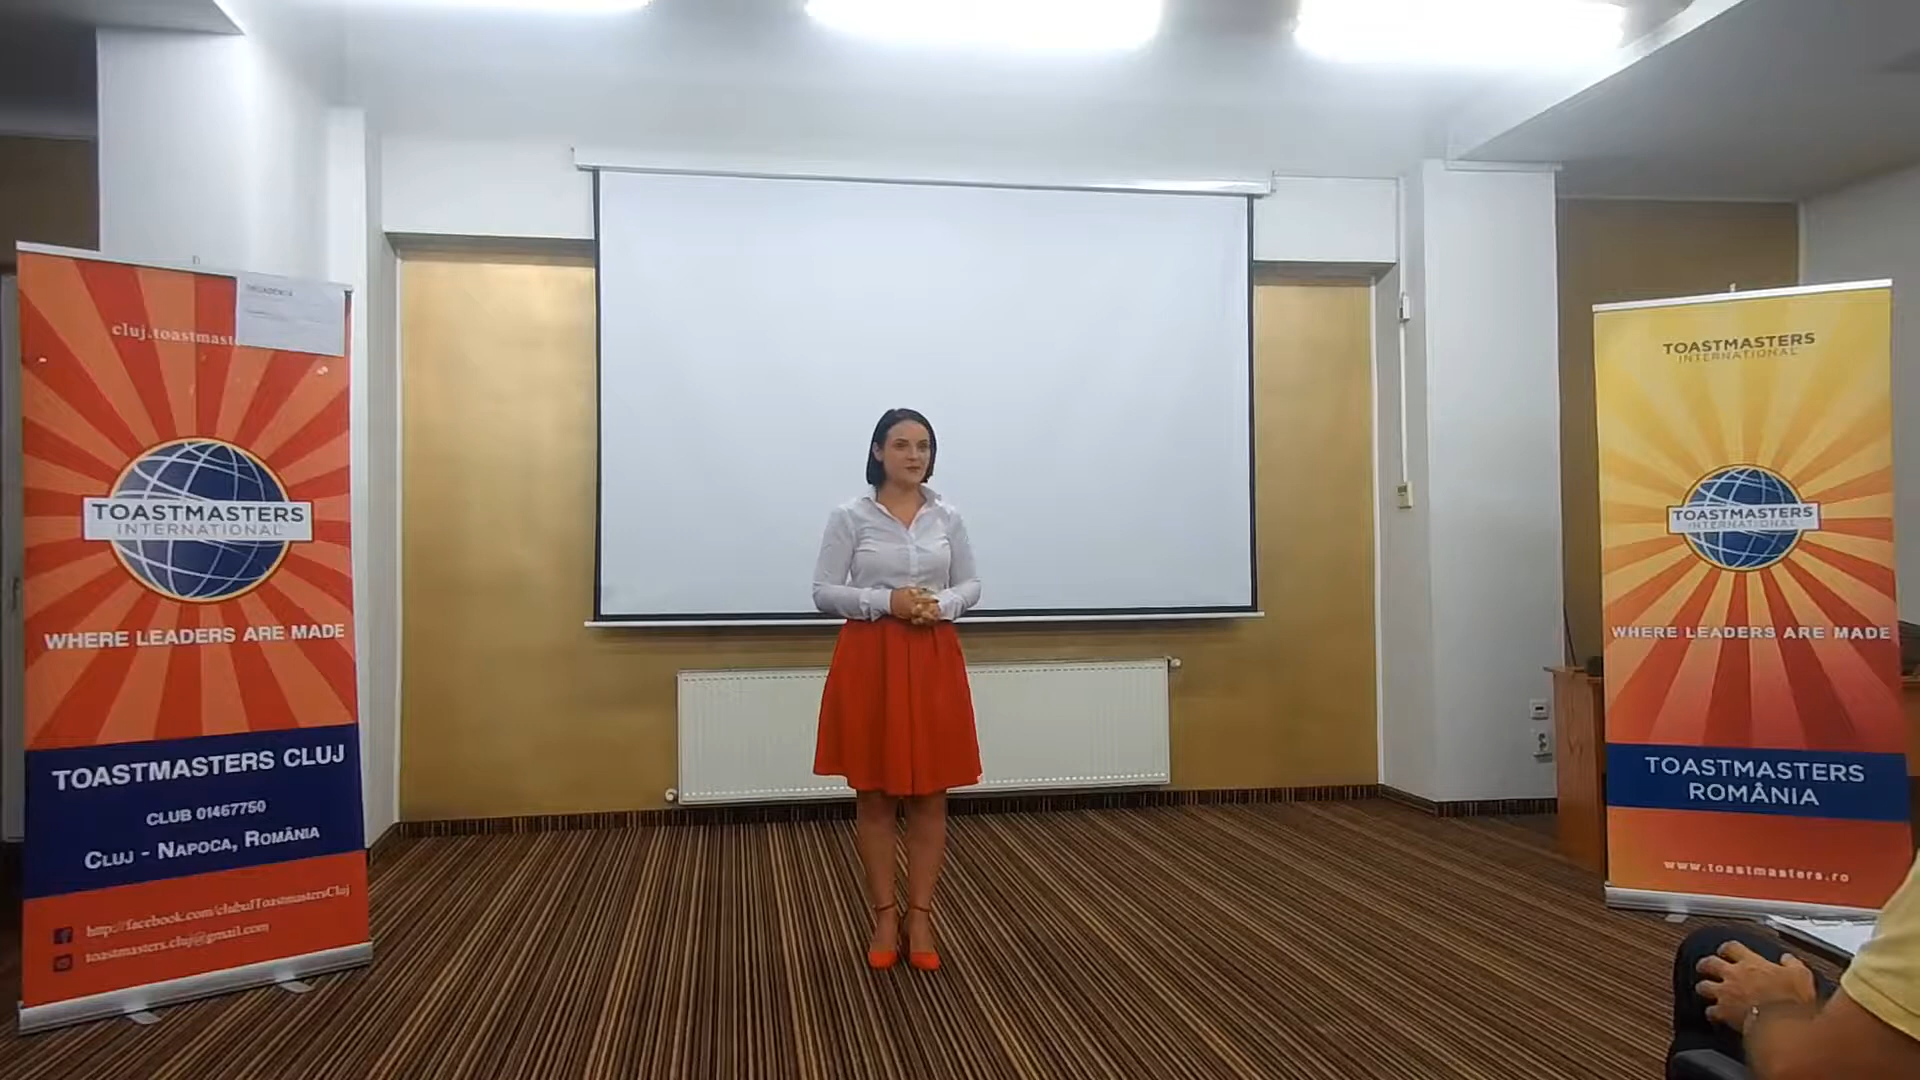 cluj.toastmast
TOASTMASTERS
INTERNATIONAL
WHERE LEADERS ARE MADE
TOASTMASTERS CLUJ
CLUB 01467750
CLUJ - NAPOCA, ROMÂNIA
http://facebook.com/clubulToastmastersCluj
toastmasters.cluj@gmail.com
TOASTMASTERS
INTERNATIONAL
TOASTMASTERS
INTERNATIONAL
WHERE LEADERS ARE MADE
TOASTMASTERS
ROMÂNIA
www.toastmasters.ro